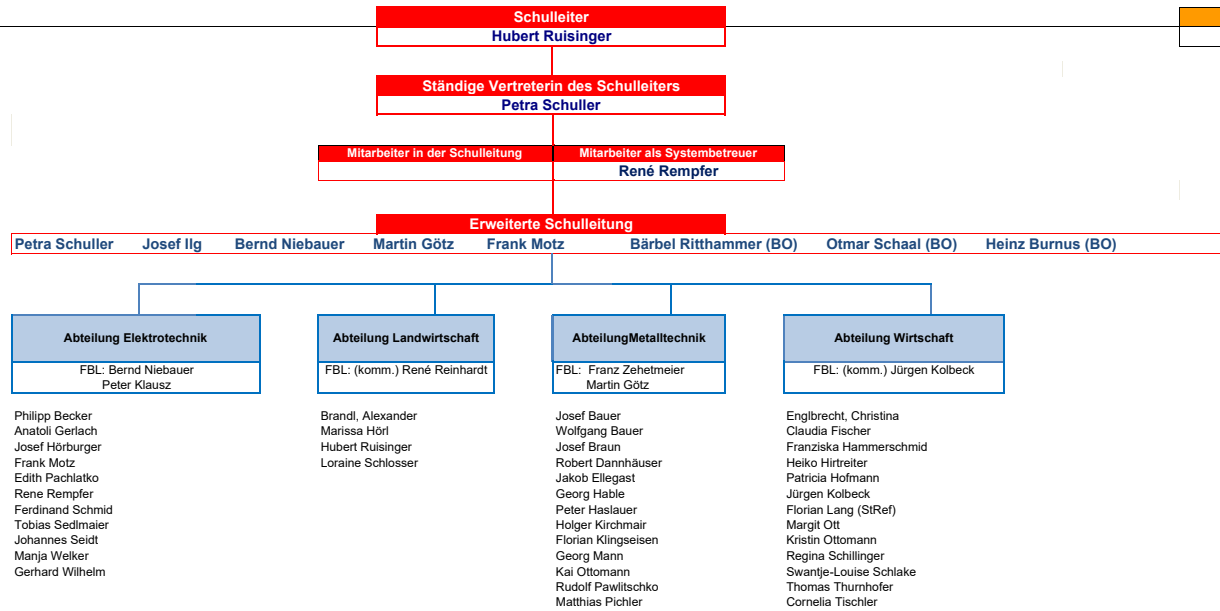 Schulleiter
Hubert Ruisinger
Ständige Vertreterin des Schulleiters
Petra Schuller
Mitarbeiter in der Schulleitung Mitarbeiter als Systembetreuer
René Rempfer
Erweiterte Schulleitung
Petra Schuller Josef Ilg Bernd Niebauer Martin Götz Frank Motz Bärbel Ritthammer (BO) Otmar Schaal (BO) Heinz Burnus (BO)
Abteilung Elektrotechnik
FBL: Bernd Niebauer
Peter Klausz
Philipp Becker
Anatoli Gerlach
Josef Hörburger
Frank Motz
Edith Pachlatko
Rene Rempfer
Ferdinand Schmid
Tobias Sedlmaier
Johannes Seidt
Manja Welker
Gerhard Wilhelm
Abteilung Landwirtschaft
FBL: (komm.) René Reinhardt
Brandl, Alexander
Marissa Hörl
Hubert Ruisinger
Loraine Schlosser
AbteilungMetalltechnik
FBL: Franz Zehetmeier
Martin Götz
Josef Bauer
Wolfgang Bauer
Josef Braun
Robert Dannhäuser
Jakob Ellegast
Georg Hable
Peter Haslauer
Holger Kirchmair
Florian Klingseisen
Georg Mann
Kai Ottomann
Rudolf Pawlitschko
Matthias Pichler
Abteilung Wirtschaft
FBL: (komm.) Jürgen Kolbeck
Englbrecht, Christina
Claudia Fischer
Franziska Hammerschmid
Heiko Hirtreiter
Patricia Hofmann
Jürgen Kolbeck
Florian Lang (StRef)
Margit Ott
Kristin Ottomann
Regina Schillinger
Swantje-Louise Schlake
Thomas Thurnhofer
Cornelia Tischler